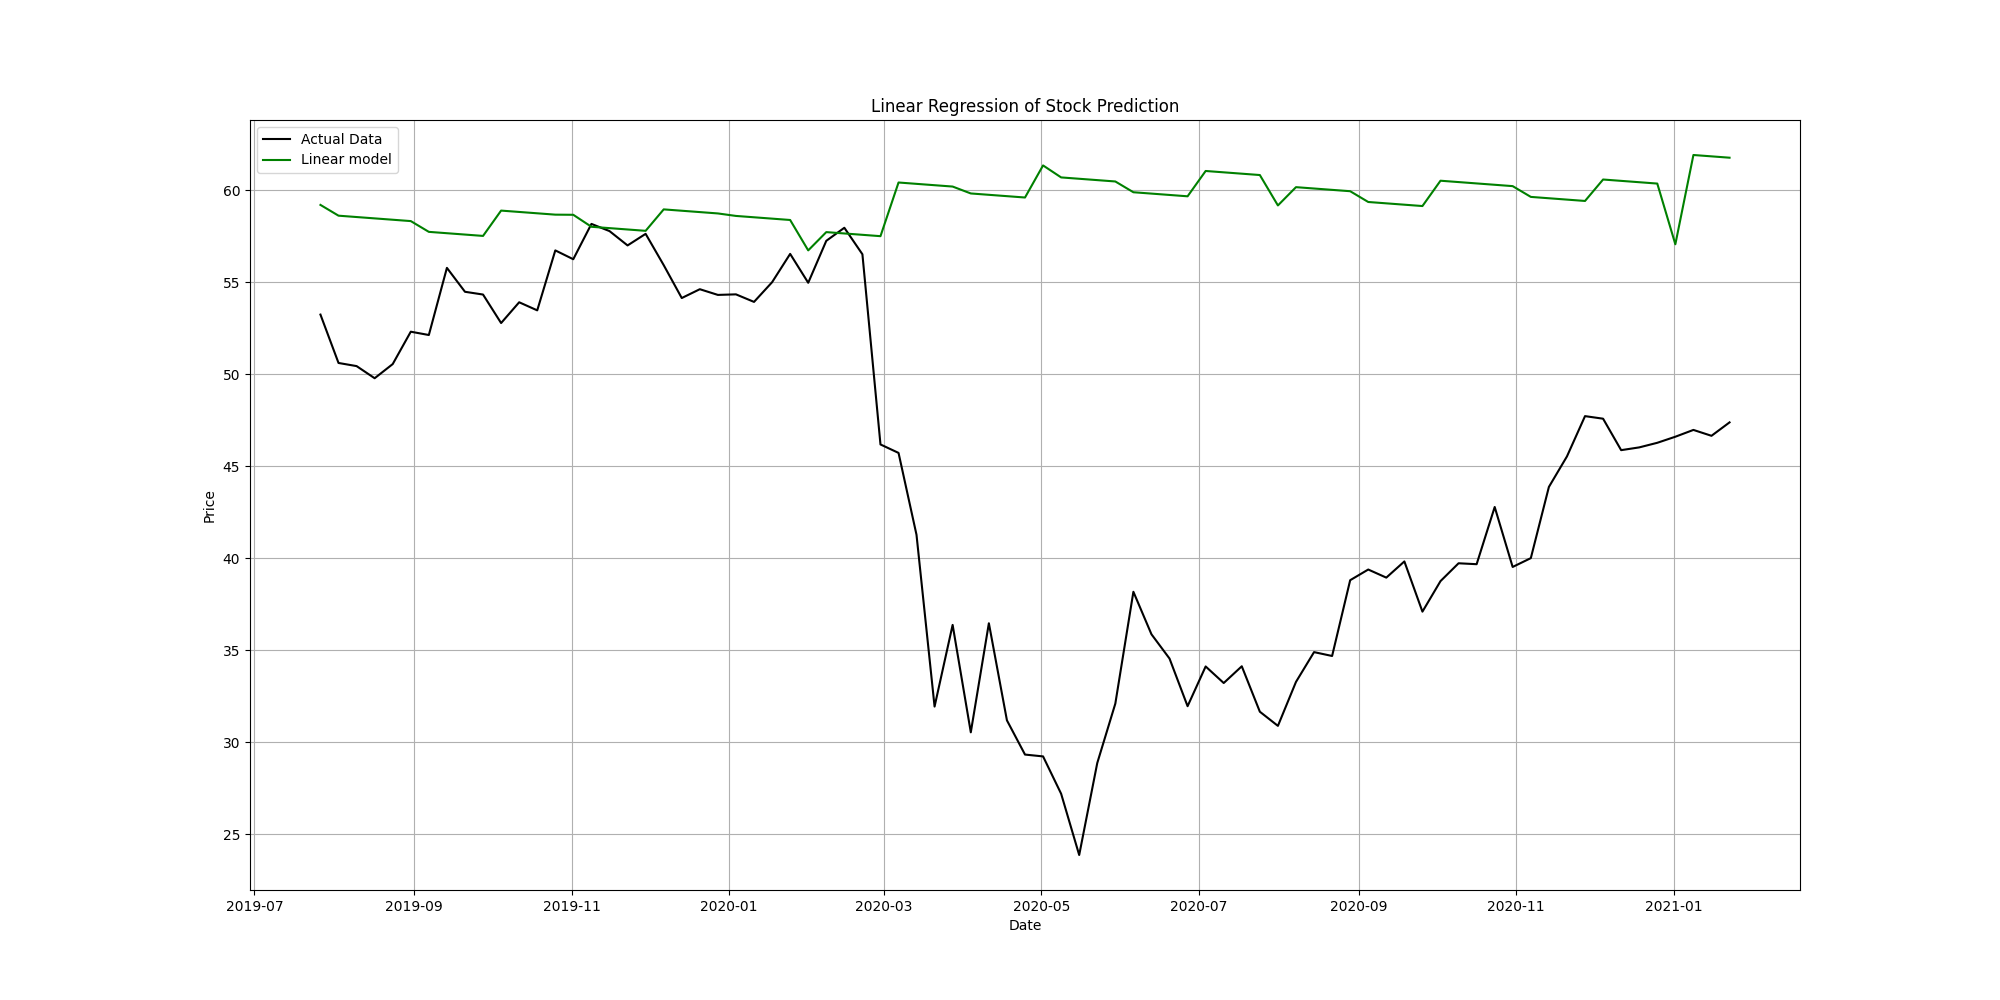 Linear Regression of Stock Prediction
Actual Data
Linear model
60
55
50
45
40
35
30
25
Price
2019-07 2019-09 2019-11 2020-01 2020-03 2020-05 2020-07 2020-09 2020-11 2021-01
Date